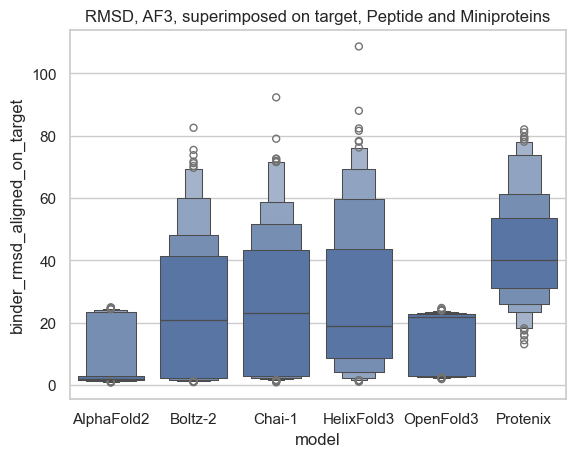 RMSD, AF3, superimposed on target, Peptide and Miniproteins
binder_rmsd_aligned_on_target
100
80
60
40
20
0
AlphaFold2 Boltz-2 Chai-1 HelixFold3 OpenFold3 Protenix
model